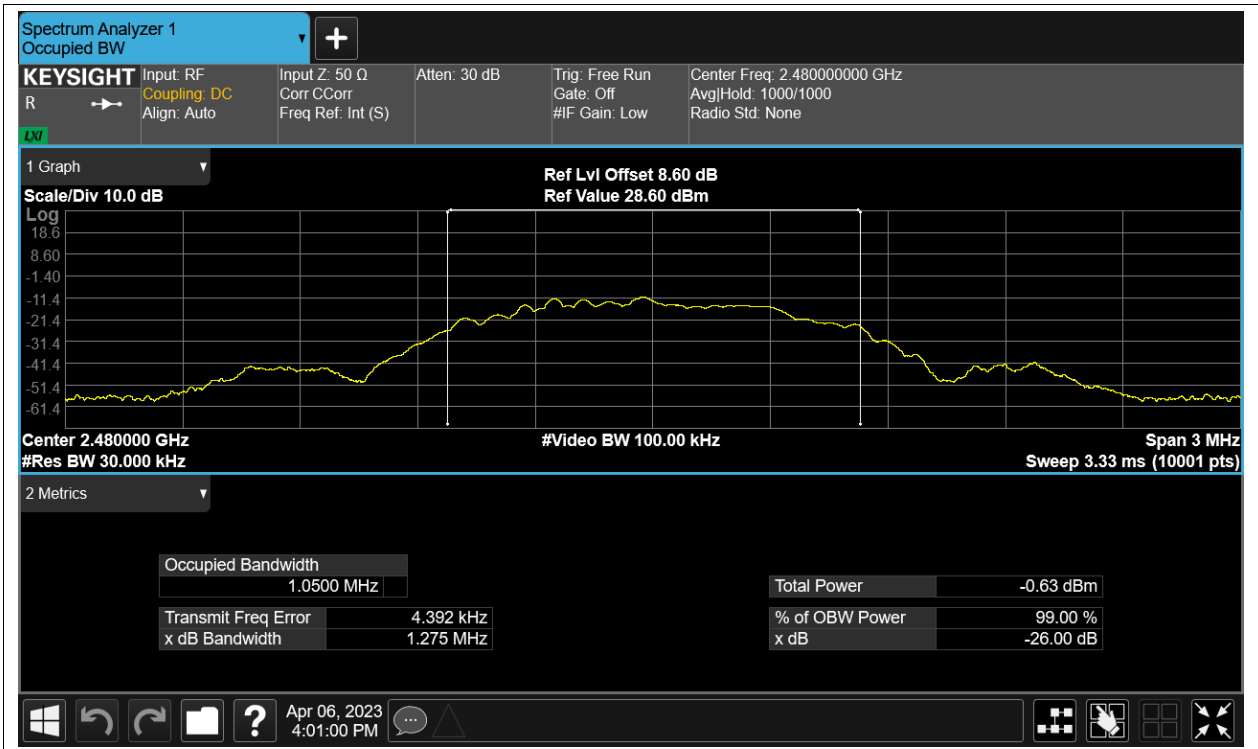 Spectrum Analyzer 1
Occupied BW
KEYSIGHT Input: RF Input Z: 50 Ω Atten: 30 dB Trig: Free Run Center Freq: 2.480000000 GHz
R Coupling: DC Corr CCorr Gate: Off Avg|Hold: 1000/1000
Align: Auto Freq Ref: Int (S) #IF Gain: Low Radio Std: None
LXI
1 Graph
Ref Lvl Offset 8.60 dB
Scale/Div 10.0 dB Ref Value 28.60 dBm
Log
18.6
8.60
-1.40
-11.4
-21.4
-31.4
-41.4
-51.4
-61.4
Center 2.480000 GHz #Video BW 100.00 kHz Span 3 MHz
#Res BW 30.000 kHz Sweep 3.33 ms (10001 pts)
2 Metrics
Occupied Bandwidth
1.0500 MHz Total Power -0.63 dBm
Transmit Freq Error 4.392 kHz % of OBW Power 99.00 %
x dB Bandwidth 1.275 MHz x dB -26.00 dB
? Apr 06, 2023
4:01:00 PM